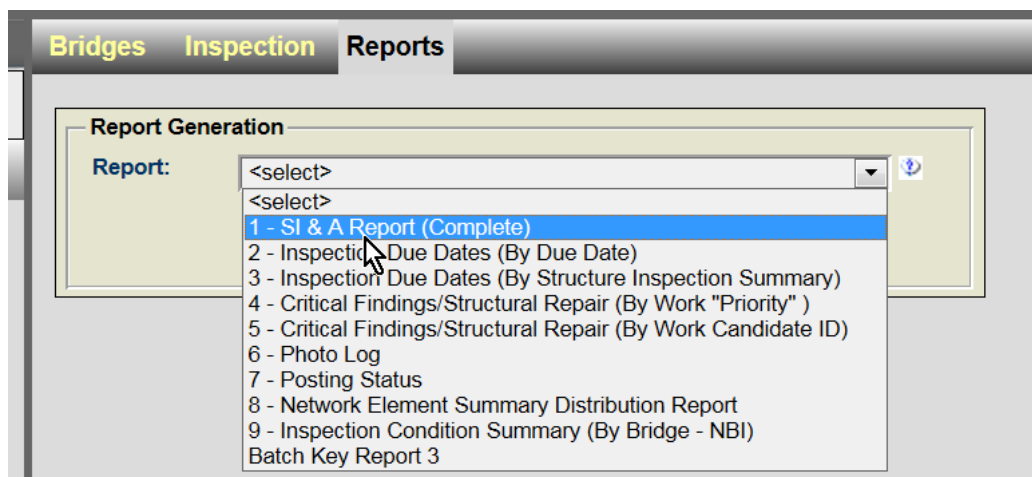 Bridges Inspection Reports
Report Generation
Report: <select>
<select>
1 - SI & A Report (Complete)
2 - Inspection Due Dates (By Due Date)
3 - Inspection Due Dates (By Structure Inspection Summary)
4 - Critical Findings/Structural Repair (By Work "Priority" )
5 - Critical Findings/Structural Repair (By Work Candidate ID)
6 - Photo Log
7 - Posting Status
8 - Network Element Summary Distribution Report
9 - Inspection Condition Summary (By Bridge - NBI)
Batch Key Report 3